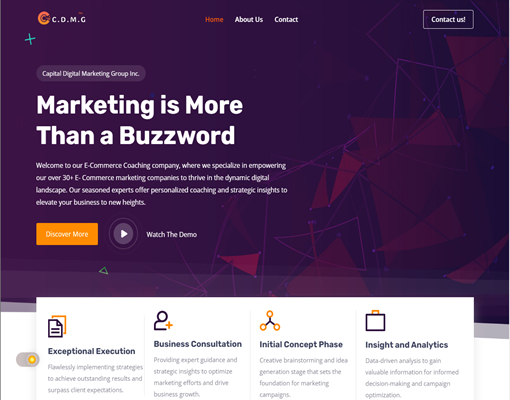 C.D.M.G
Home About Us Contact
Contact us!
Capital Digital Marketing Group Inc.
Marketing is More
Than a Buzzword
Welcome to our E-Commerce Coaching company, where we specialize in empowering
our over 30+ E- Commerce marketing companies to thrive in the dynamic digital
landscape. Our seasoned experts offer personalized coaching and strategic insights to
elevate your business to new heights.
Discover More
Watch The Demo
Exceptional Execution
Flawlessly implementing strategies
to achieve outstanding results and
surpass client expectations.
Business Consultation
Providing expert guidance and
strategic insights to optimize
marketing efforts and drive
business growth.
Initial Concept Phase
Creative brainstorming and idea
generation stage that sets the
foundation for marketing
campaigns.
Insight and Analytics
Data-driven analysis to gain
valuable information for informed
decision-making and campaign
optimization.